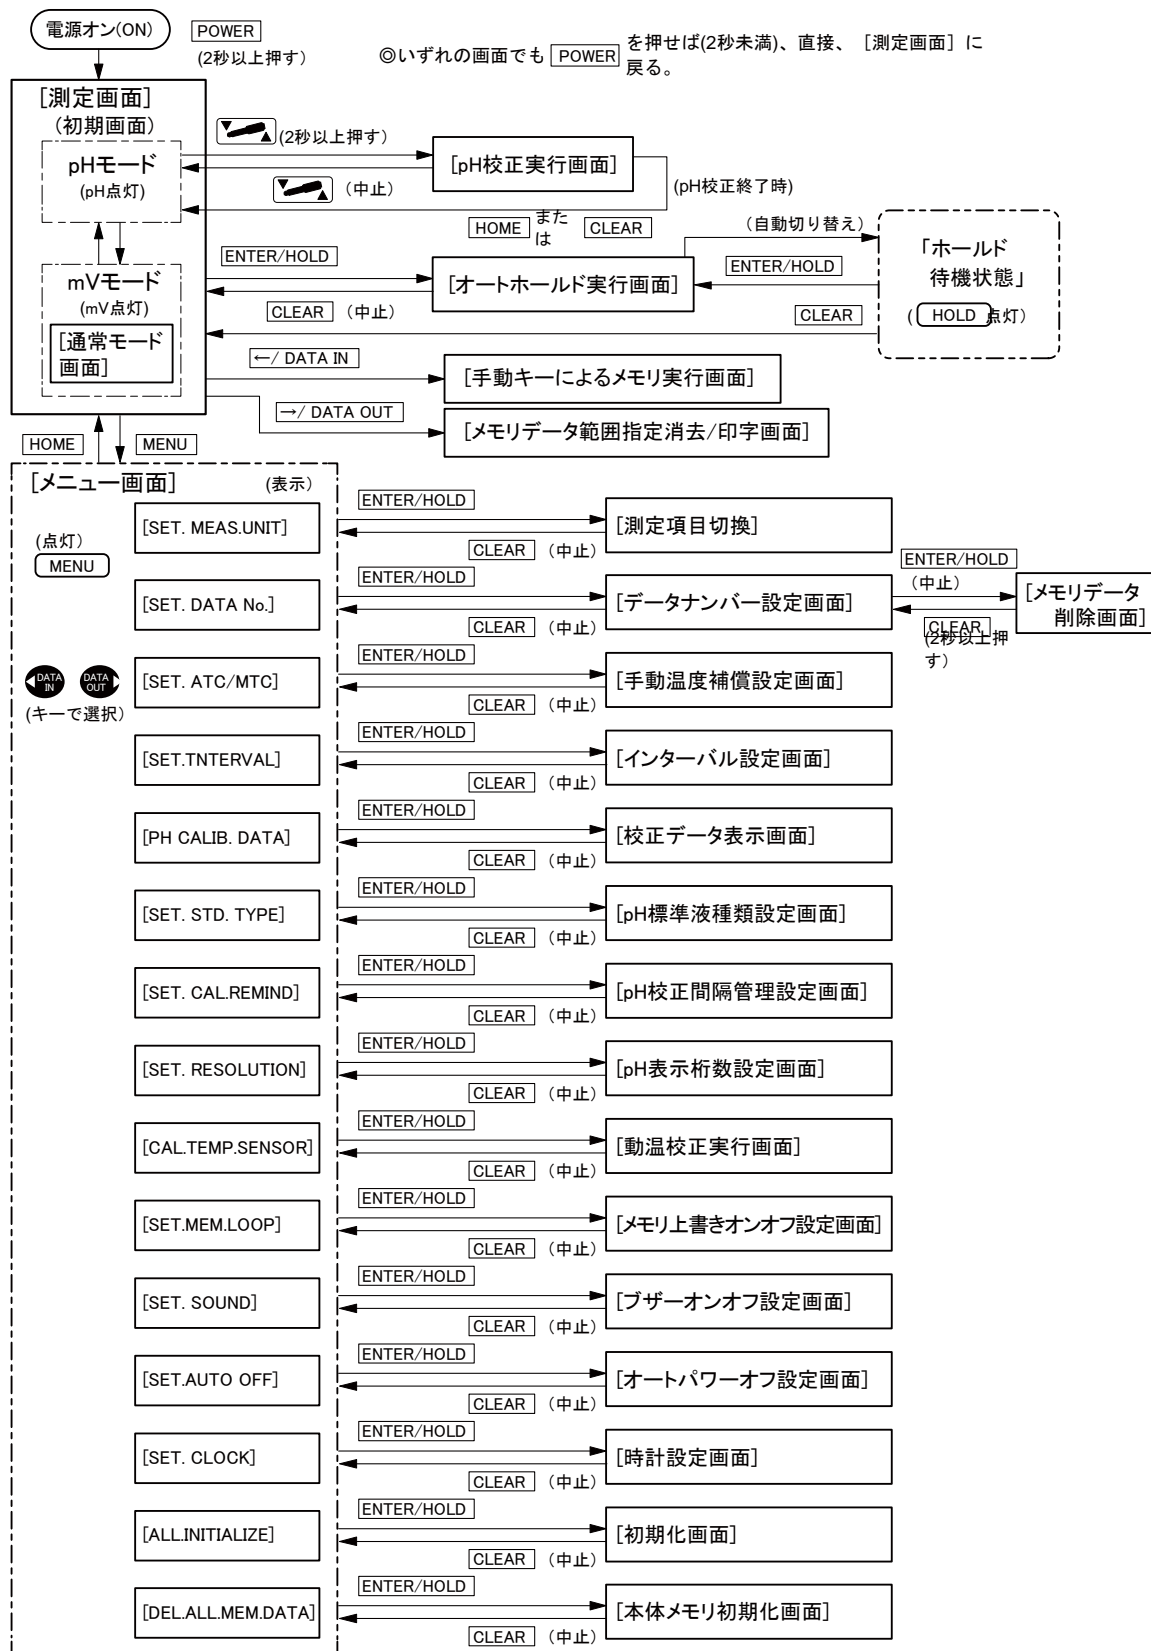 電源オン(ON)
POWER
(2秒以上押す)
◎いずれの画面でも POWER を押せば(2秒未満)、直接、［測定画面］に
戻る。
［測定画面］
(初期画面)
pHモード
(pH点灯)
(2秒以上押す)
［pH校正実行画面］
(中止)
(pH校正終了時)
HOME または CLEAR
mVモード
(mV点灯)
［通常モード
画面］
ENTER/HOLD
CLEAR (中止)
［オートホールド実行画面］
(自動切り替え)
ENTER/HOLD
CLEAR
「ホールド
待機状態」
( HOLD 点灯)
←/ DATA IN
［手動キーによるメモリ実行画面］
→/ DATA OUT
［メモリデータ範囲指定消去/印字画面］
HOME
MENU
［メニュー画面］ (表示)
(点灯)
MENU
DATA IN
DATA OUT
(キーで選択)
[SET. MEAS.UNIT]
ENTER/HOLD
CLEAR (中止)
［測定項目切換］
[SET. DATA No.]
ENTER/HOLD
CLEAR (中止)
［データナンバー設定画面］
ENTER/HOLD
(中止)
CLEAR
(2秒以上押
す)
［メモリデータ
削除画面］
[SET. ATC/MTC]
ENTER/HOLD
CLEAR (中止)
［手動温度補償設定画面］
[SET.TNTERVAL]
ENTER/HOLD
CLEAR (中止)
［インターバル設定画面］
[PH CALIB. DATA]
ENTER/HOLD
CLEAR (中止)
［校正データ表示画面］
[SET. STD. TYPE]
ENTER/HOLD
CLEAR (中止)
［pH標準液種類設定画面］
[SET. CAL.REMIND]
ENTER/HOLD
CLEAR (中止)
［pH校正間隔管理設定画面］
[SET. RESOLUTION]
ENTER/HOLD
CLEAR (中止)
［pH表示桁数設定画面］
[CAL.TEMP.SENSOR]
ENTER/HOLD
CLEAR (中止)
［動温校正実行画面］
[SET.MEM.LOOP]
ENTER/HOLD
CLEAR (中止)
［メモリ上書きオンオフ設定画面］
[SET. SOUND]
ENTER/HOLD
CLEAR (中止)
［ブザーオンオフ設定画面］
[SET.AUTO OFF]
ENTER/HOLD
CLEAR (中止)
［オートパワーオフ設定画面］
[SET. CLOCK]
ENTER/HOLD
CLEAR (中止)
［時計設定画面］
[ALL.INITIALIZE]
ENTER/HOLD
CLEAR (中止)
［初期化画面］
[DEL.ALL.MEM.DATA]
ENTER/HOLD
CLEAR (中止)
［本体メモリ初期化画面］